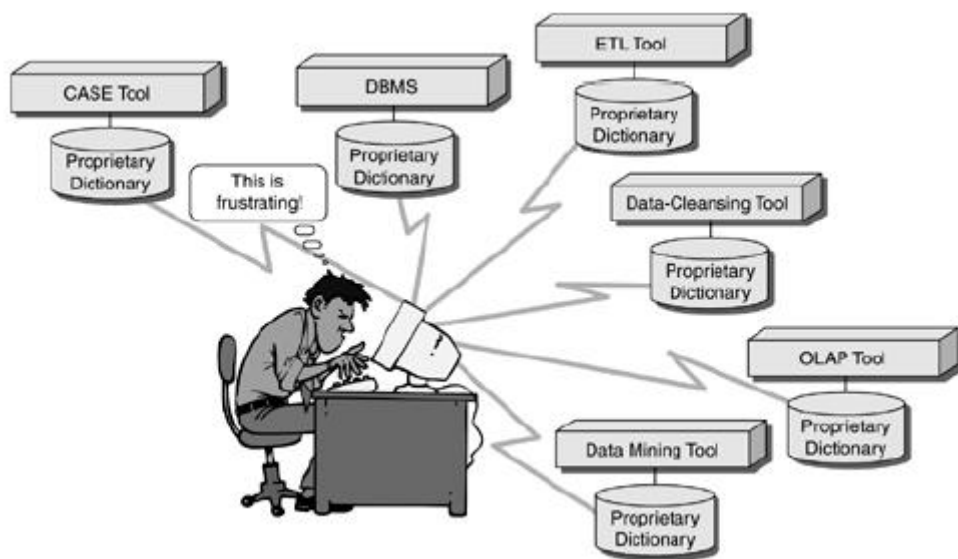 ETL Tool
Proprietary
Dictionary
CASE Tool
Proprietary
Dictionary
DBMS
Proprietary
Dictionary
This is
frustrating!
Data-Cleansing Tool
Proprietary
Dictionary
OLAP Tool
Proprietary
Dictionary
Data Mining Tool
Proprietary
Dictionary